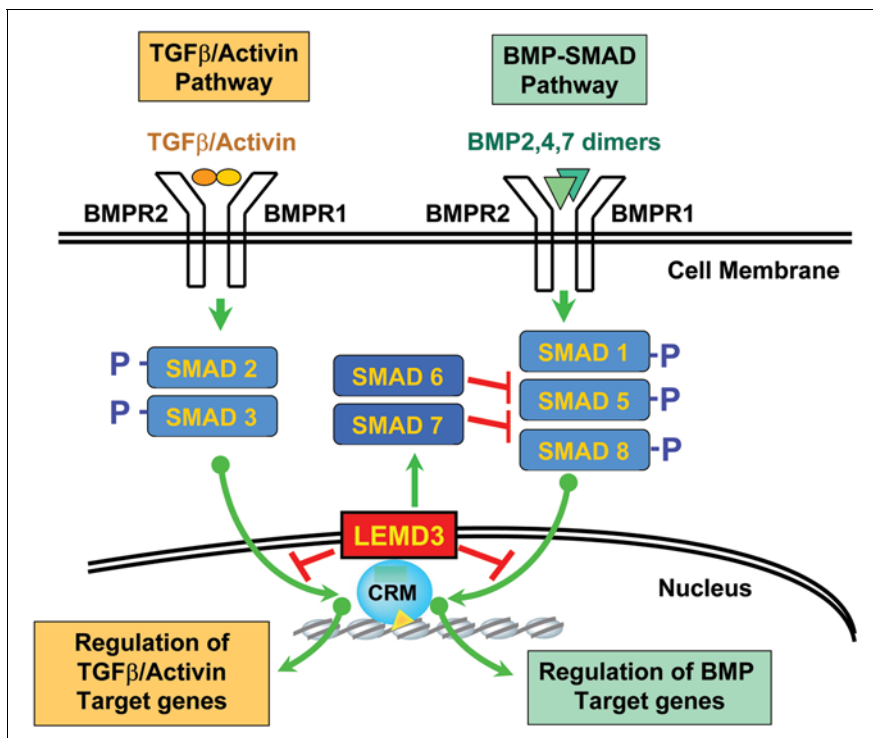 TGFβ/Activin
Pathway
BMP-SMAD
Pathway
TGFβ/Activin
BMP2,4,7 dimers
BMPR2
BMPR1
BMPR2
BMPR1
Cell Membrane
P
SMAD 2
P
SMAD 3
SMAD 6
SMAD 7
SMAD 1
P
SMAD 5
P
SMAD 8
P
LEMD3
CRM
Nucleus
Regulation of
TGFβ/Activin
Target genes
Regulation of BMP
Target genes